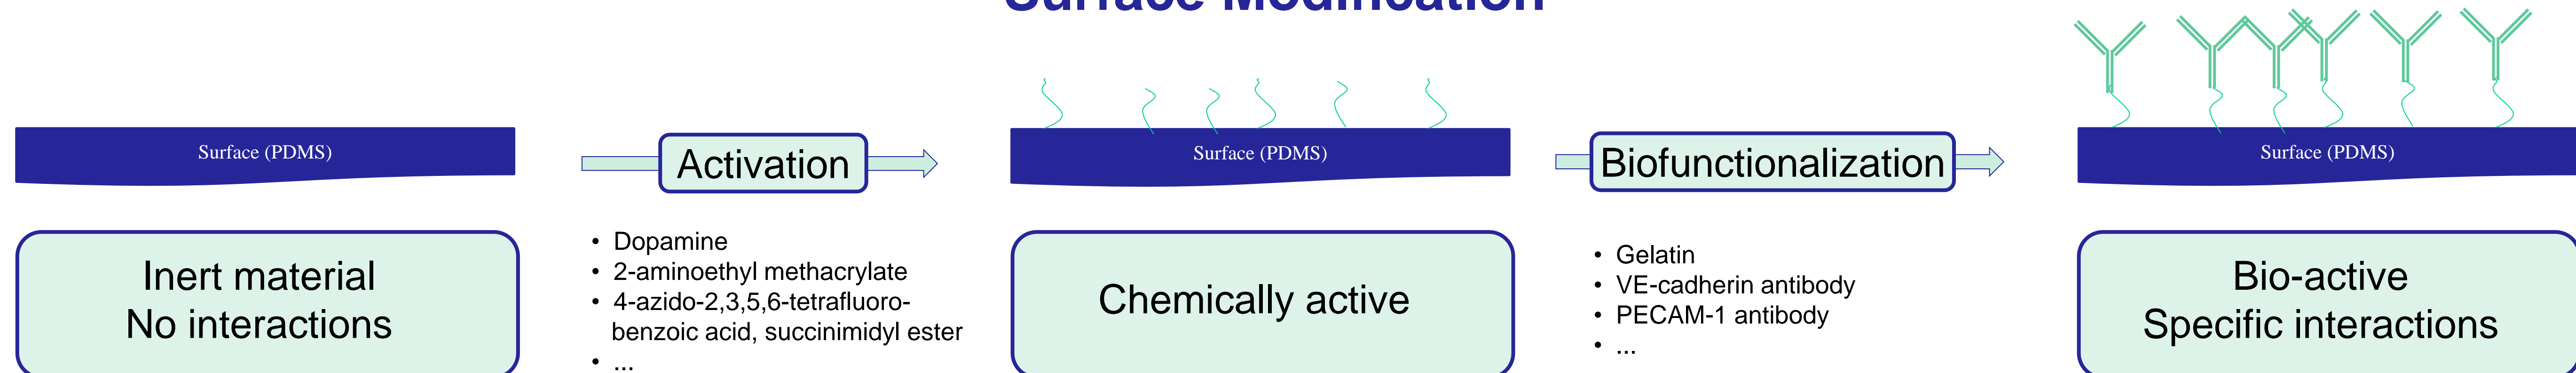 Surface Modification
Surface (PDMS)
Activation
Surface (PDMS)
Biofunctionalization
Surface (PDMS)
Inert material
No interactions
• Dopamine
• 2-aminoethyl methacrylate
• 4-azido-2,3,5,6-tetrafluoro-
benzoic acid, succinimidyl ester
• ...
Chemically active
• Gelatin
• VE-cadherin antibody
• PECAM-1 antibody
• ...
Bio-active
Specific interactions